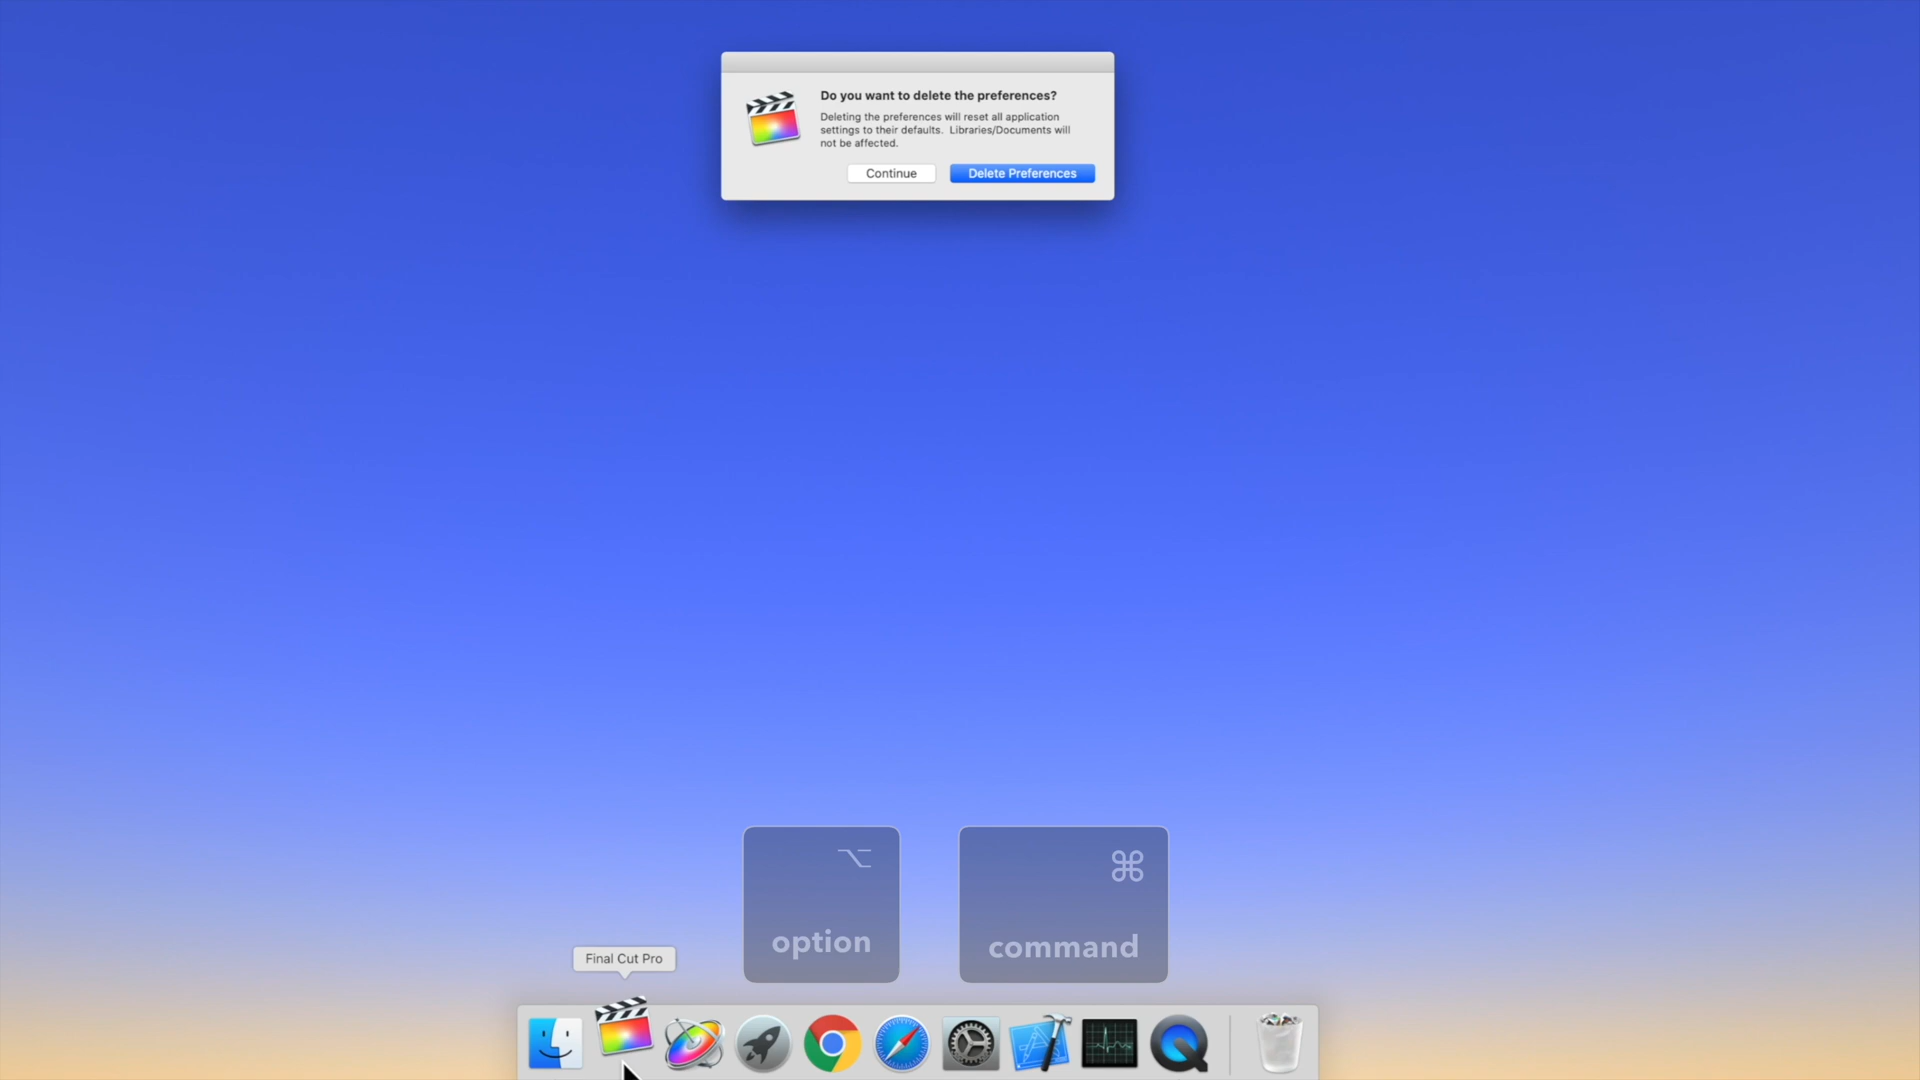 Do you want to delete the preferences?
Deleting the preferences will reset all application
settings to their defaults.  Libraries/Documents will
not be affected.
Continue
Delete Preferences
⌥
⌘
option
command
Final Cut Pro